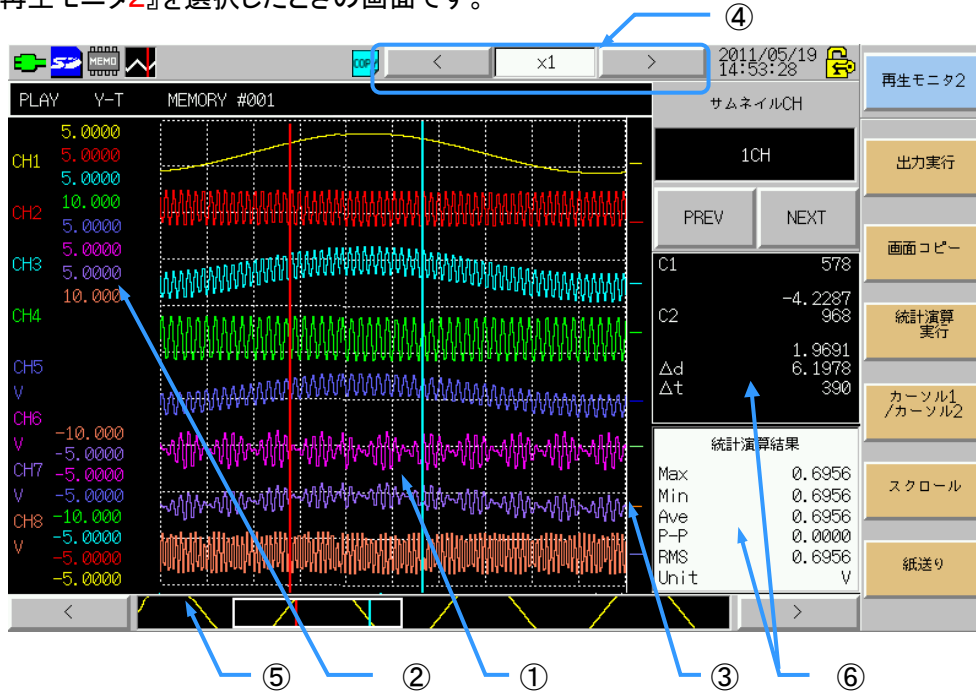 再生モニタ2』を選択したときの画面です。
④
SD MEMO COPY < ×1 > 2011/05/19
14:53:28
再生モニタ2
PLAY Y-T MEMORY #001
サムネイルCH
1CH
PREV NEXT
出力実行
画面コピー
統計演算
実行
カーソル1
/カーソル2
スクロール
紙送り
5.0000
CH1 5.0000
5.0000
10.000
CH2
5.0000
5.0000
CH3
5.0000
10.000
CH4
CH5
V
CH6
-10.000
V
-5.0000
CH7
-5.0000
V -5.0000
CH8
-10.000
V
-5.0000
-5.0000
-5.0000
C1 578
-4.2287
C2 968
1.9691
Δd 6.1978
Δt 390
統計演算結果
Max 0.6956
Min 0.6956
Ave 0.6956
P-P 0.0000
RMS 0.6956
Unit V
< >
⑤ ② ① ③ ⑥